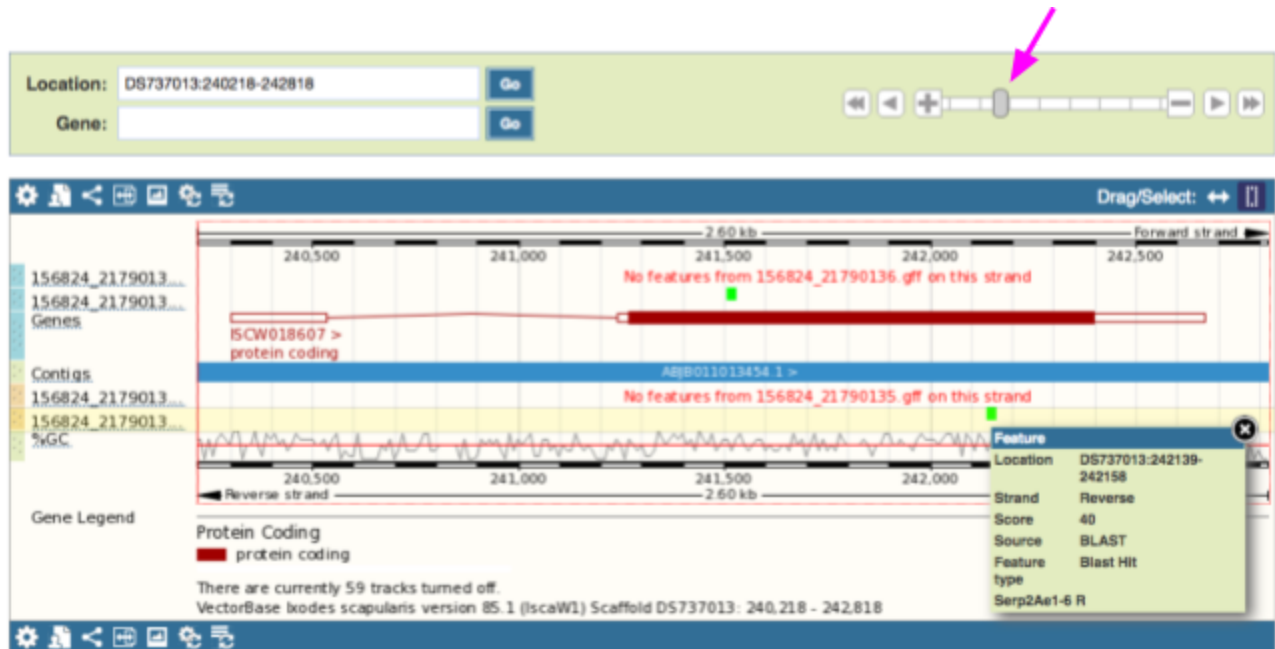 Location: DS737013:240218-242818 Go
Gene: Go
Drag/Select:
2.60 kb Forward strand
240,500 241,000 241,500 242,000 242,500
156824_2179013... No features from 156824_21790136.gff on this strand
156824_2179013...
Genes
ISCW018607 >
protein coding
Contigs ABJB011013454.1 >
156824_2179013... No features from 156824_21790135.gff on this strand
156824_2179013...
%GC
240,500 241,000 241,500 242,000
Reverse strand 2.60 kb
Feature
Location DS737013:242139-
242158
Strand Reverse
Score 40
Source BLAST
Feature Blast Hit
type
Serp2Ae1-6 R
Gene Legend
Protein Coding
protein coding
There are currently 59 tracks turned off.
VectorBase Ixodes scapularis version 85.1 (IscaW1) Scaffold DS737013: 240,218 - 242,818